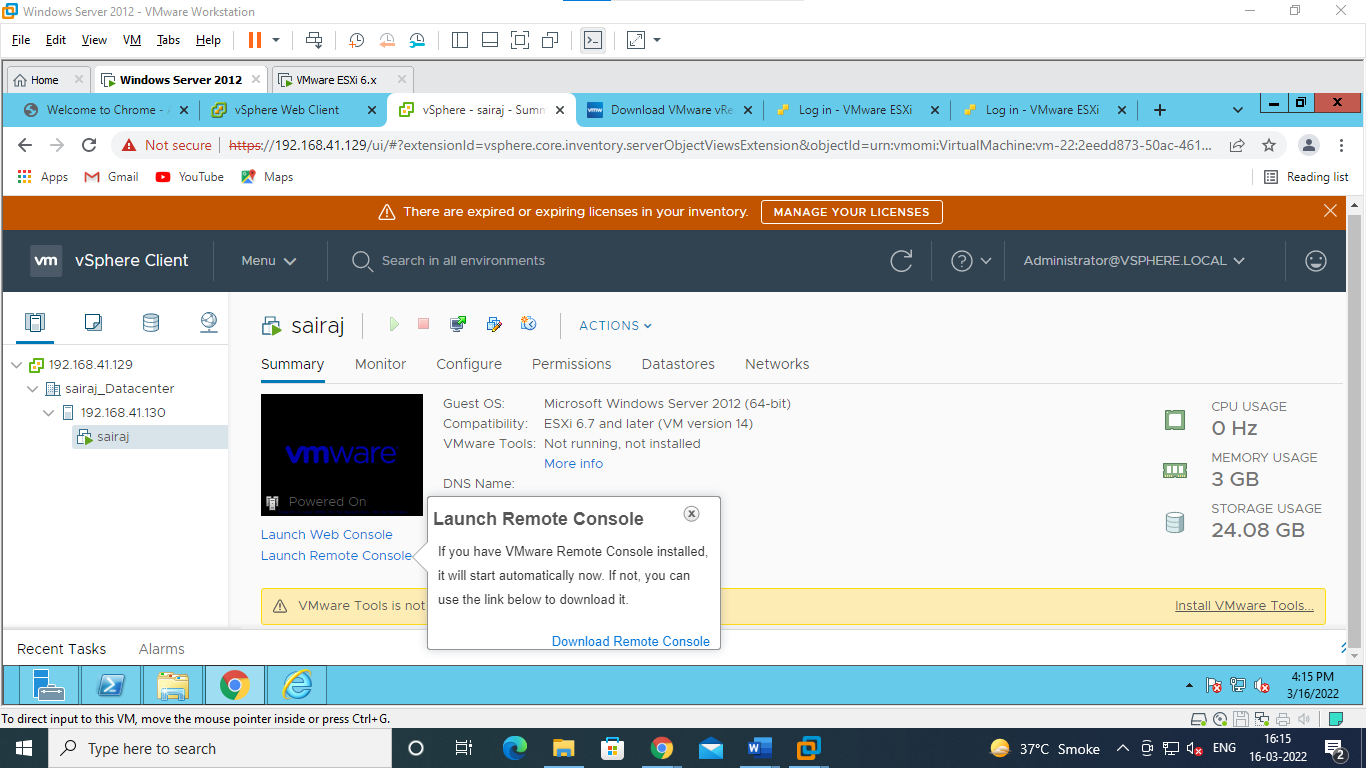 Windows Server 2012 - VMware Workstation
File Edit View VM Tabs Help
Home Windows Server 2012 VMware ESXi 6.x
Welcome to Chrome - vSphere Web Client vSphere - sairaj - Summ Download VMware vRe Log in - VMware ESXi Log in - VMware ESXi
Not secure https://192.168.41.129/ui/#?extensionId=vsphere.core.inventory.serverObjectViewsExtension&objectId=urn:vmomi:VirtualMachine:vm-22:2eedd873-50ac-461...
Apps Gmail YouTube Maps Reading list
There are expired or expiring licenses in your inventory. MANAGE YOUR LICENSES
vm vSphere Client Menu Search in all environments Administrator@VSPHERE.LOCAL
sairaj ACTIONS
Summary Monitor Configure Permissions Datastores Networks
192.168.41.129
sairaj_Datacenter
192.168.41.130
sairaj
vmware
Powered On
Launch Web Console
Launch Remote Console
Guest OS: Microsoft Windows Server 2012 (64-bit)
Compatibility: ESXi 6.7 and later (VM version 14)
VMware Tools: Not running, not installed
More info
DNS Name:
CPU USAGE
0 Hz
MEMORY USAGE
3 GB
STORAGE USAGE
24.08 GB
Launch Remote Console
If you have VMware Remote Console installed,
it will start automatically now. If not, you can
use the link below to download it.
Download Remote Console
VMware Tools is not Install VMware Tools...
Recent Tasks Alarms
4:15 PM
3/16/2022
To direct input to this VM, move the mouse pointer inside or press Ctrl+G.
Type here to search
37°C Smoke ENG
16:15
16-03-2022
2